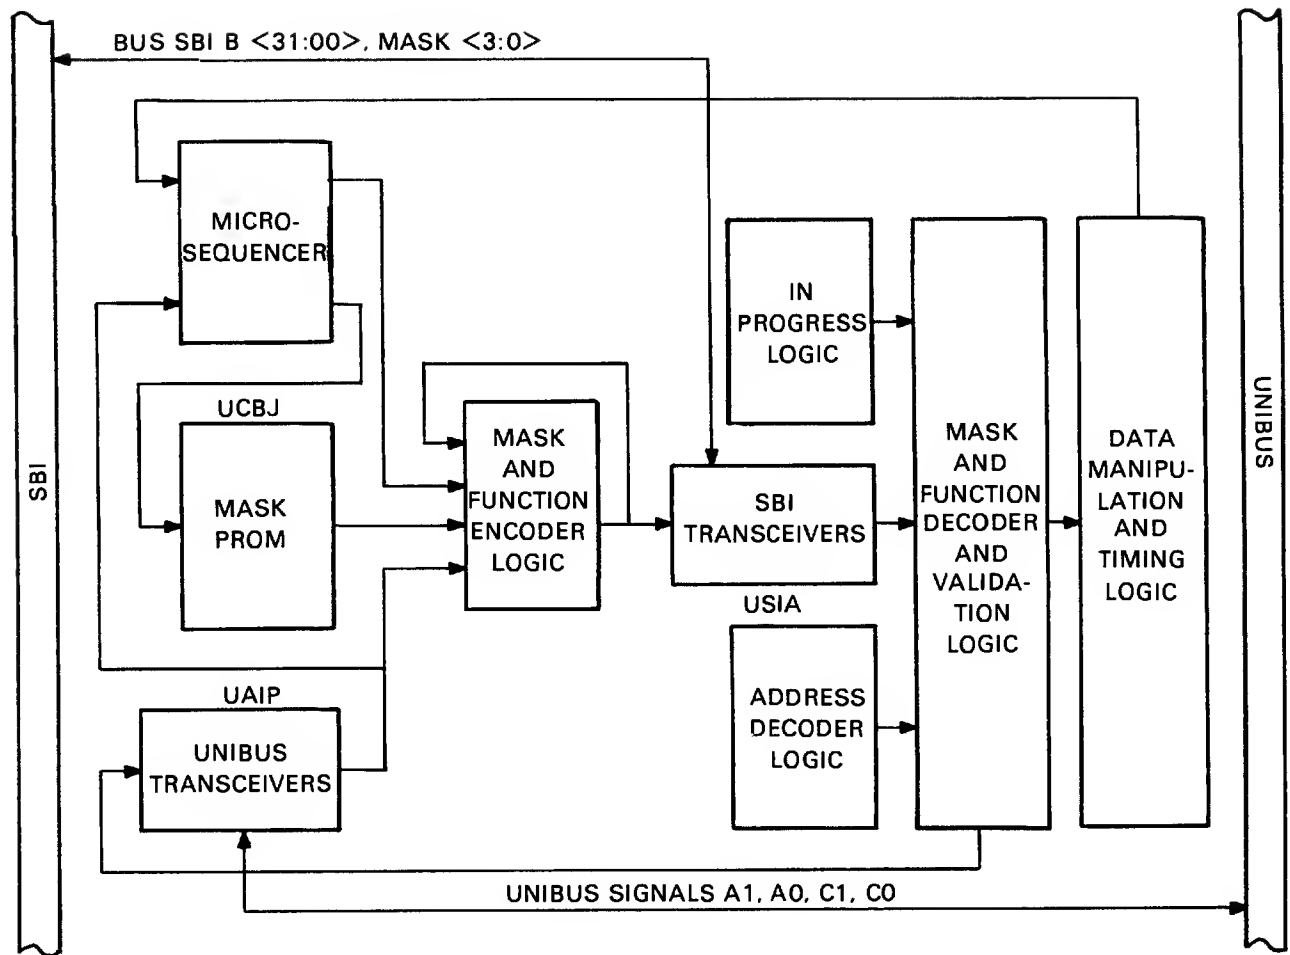 BUS SBI B <31:00>, MASK <3:0>
MICRO-
SEQUENCER
UCBJ
MASK
PROM
MASK
AND
FUNCTION
ENCODER
LOGIC
SBI
TRANSCEIVERS
USIA
IN
PROGRESS
LOGIC
ADDRESS
DECODER
LOGIC
MASK
AND
FUNCTION
DECODER
AND
VALIDA-
TION
LOGIC
DATA
MANIPU-
LATION
AND
TIMING
LOGIC
UAIP
UNIBUS
TRANSCEIVERS
UNIBUS SIGNALS A1, A0, C1, C0
SBI
UNIBUS